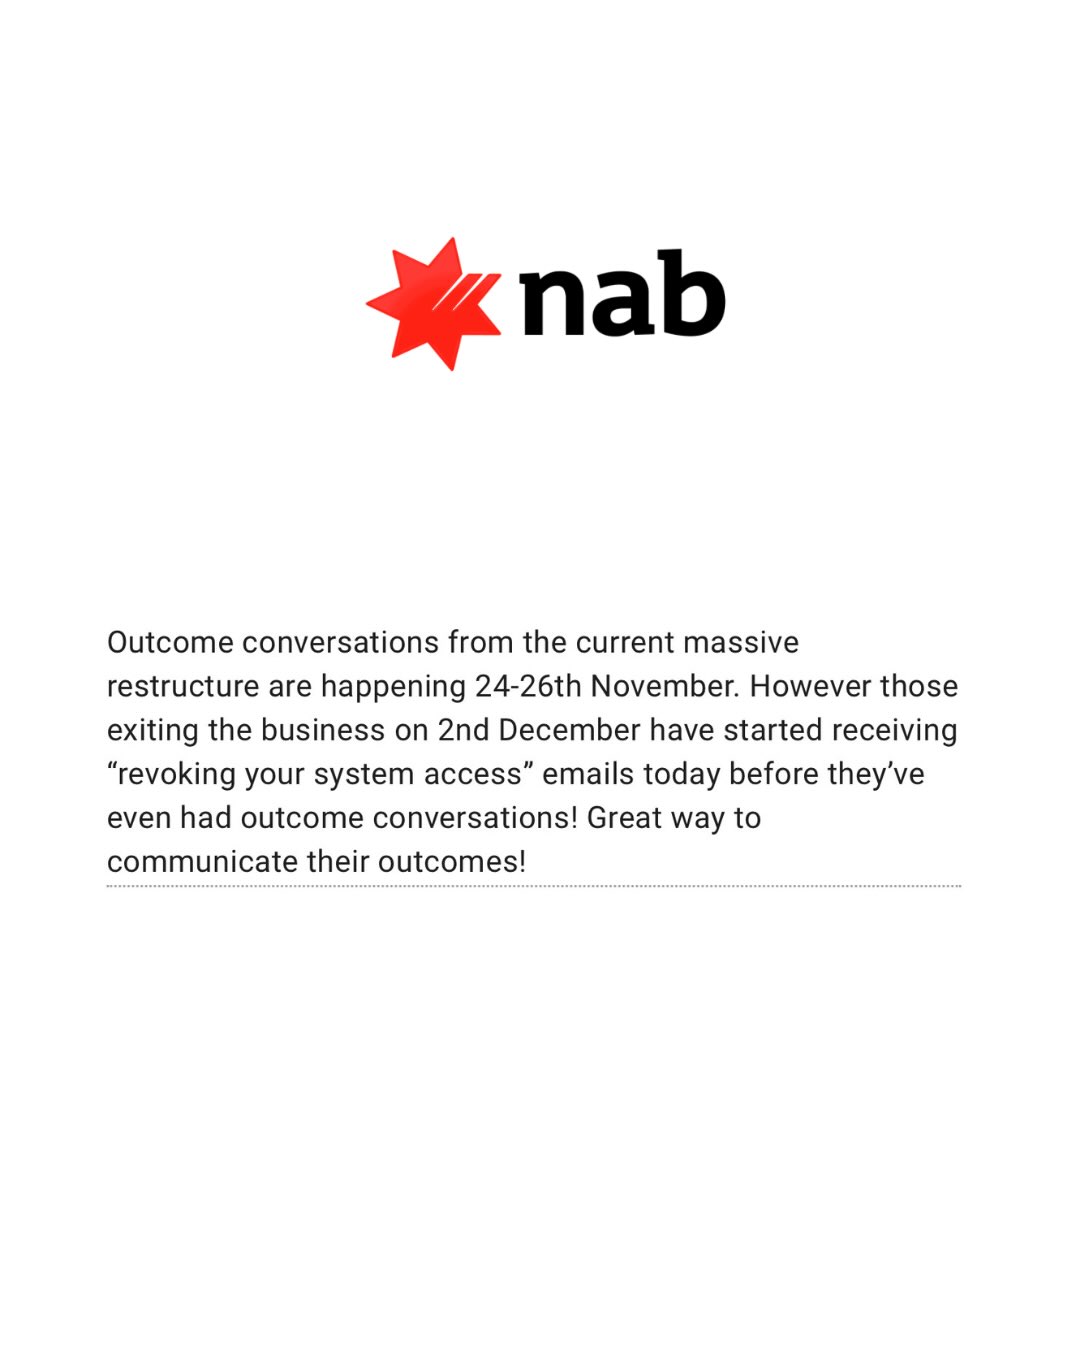 nab
Outcome conversations from the current massive
restructure are happening 24-26th November. However those
exiting the business on 2nd December have started receiving
“revoking your system access” emails today before they’ve
even had outcome conversations! Great way to
communicate their outcomes!